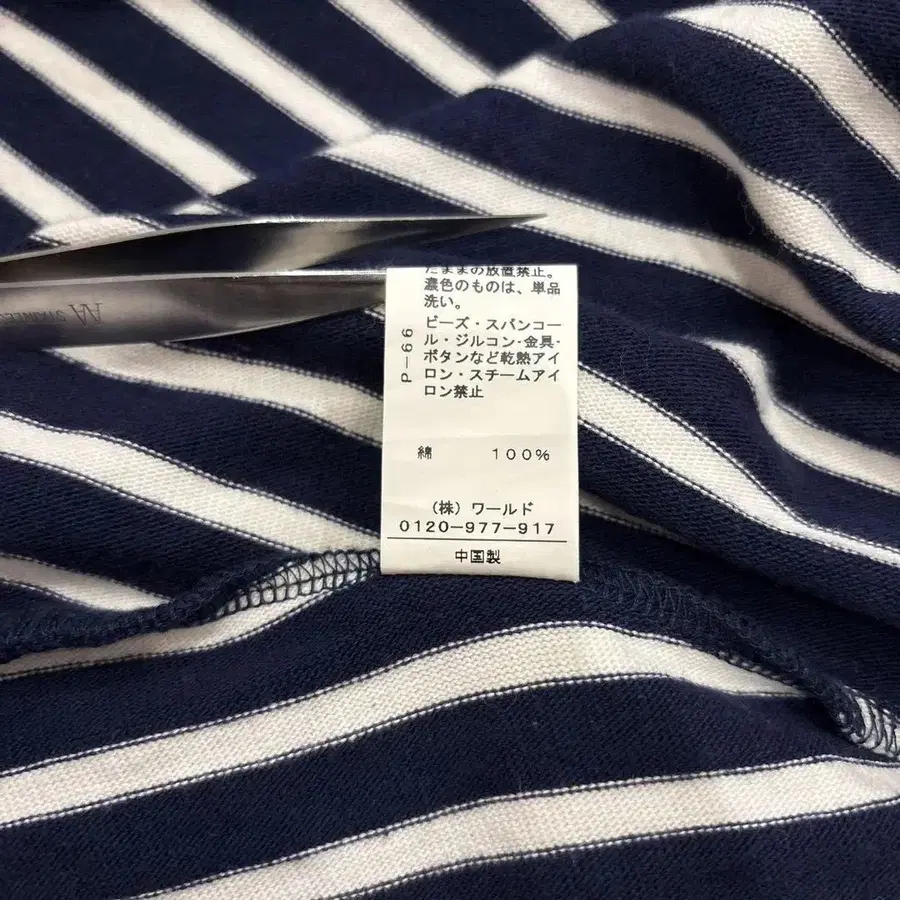 たままの放置禁止。
濃色のものは、単品
洗い。
ビーズ・スパンコー
ル・ジルコン・金具・
ボタンなど乾熱アイ
ロン・スチームアイ
ロン禁止
P-66
綿 100%
(株) ワールド
0120-977-917
中国製